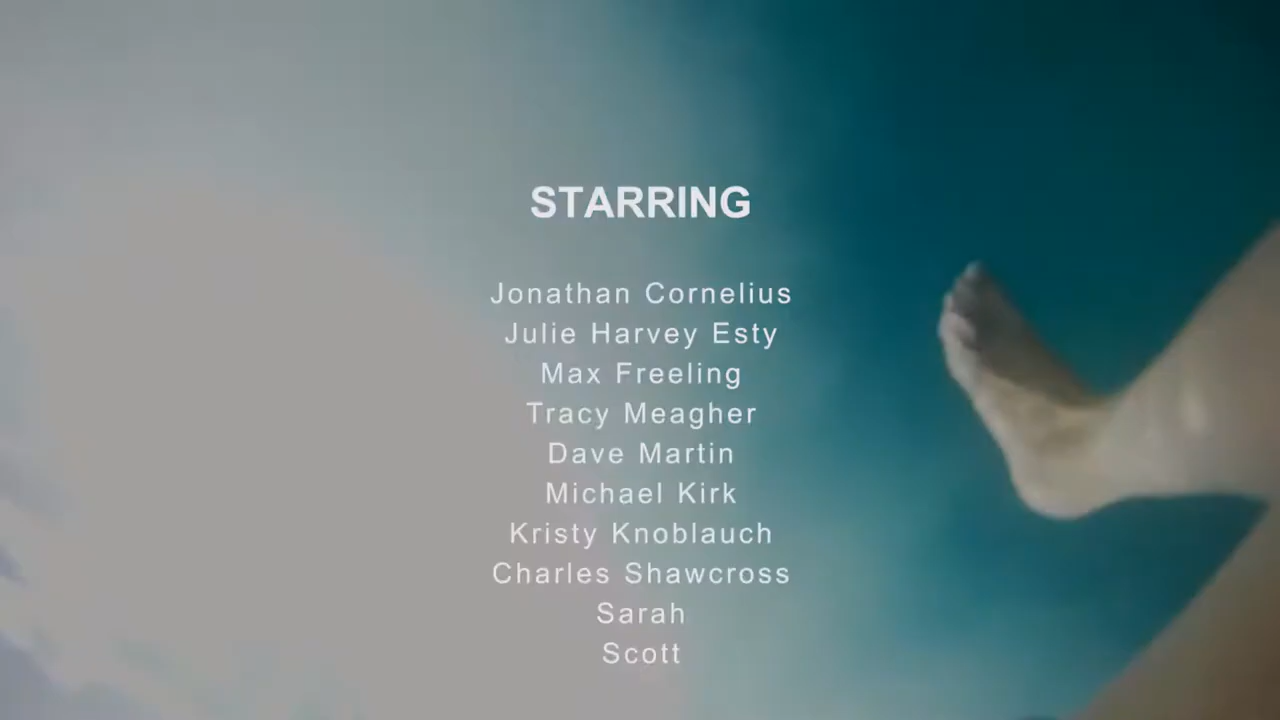 STARRING
Jonathan Cornelius
Julie Harvey Esty
Max Freeling
Tracy Meagher
Dave Martin
Michael Kirk
Kristy Knoblauch
Charles Shawcross
Sarah
Scott